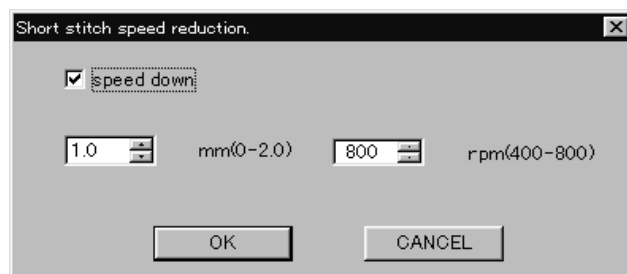 Short stitch speed reduction.
speed down
1.0 mm(0-2.0) 800 rpm(400-800)
OK CANCEL